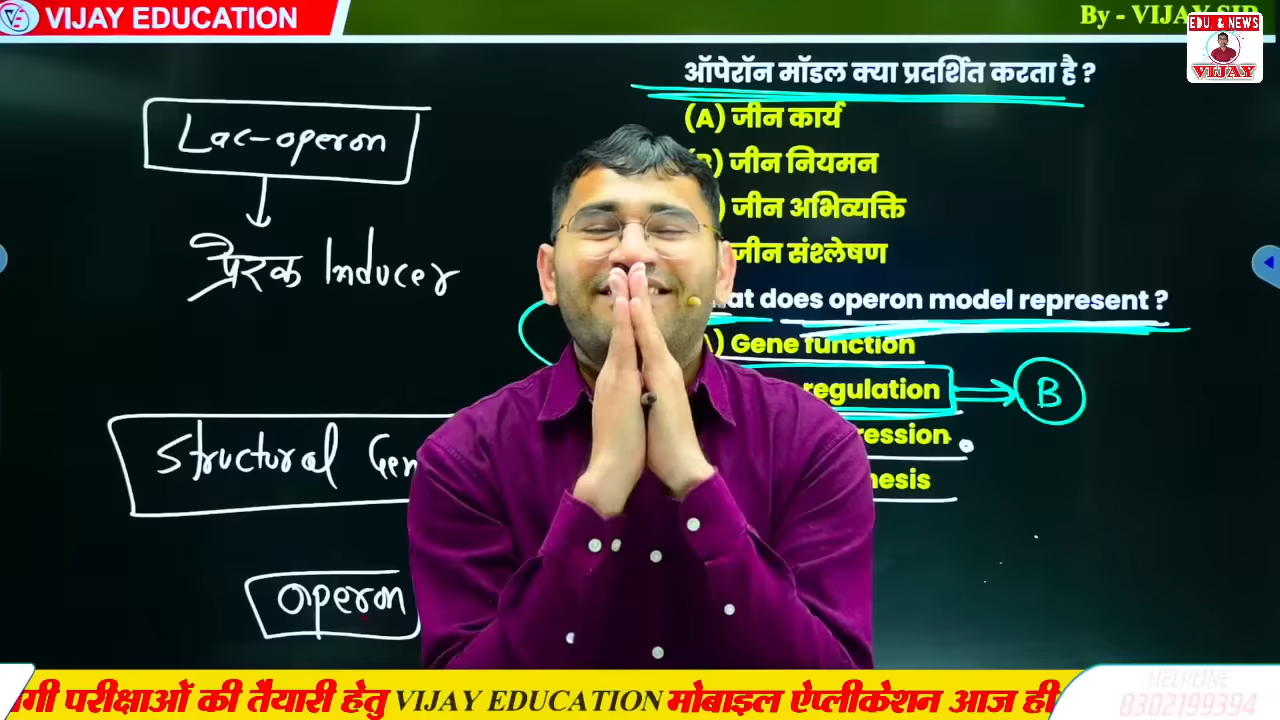 VIJAY EDUCATION
By - VIJAY SIR
EDU. & NEWS
VIJAY
Lac-operon
प्रेरक Inducer
Structural Gen
operon
ऑपेरॉन मॉडल क्या प्रदर्शित करता है ?
(A) जीन कार्य
) जीन नियमन
) जीन अभिव्यक्ति
जीन संश्लेषण
does operon model represent ?
) Gene function
regulation
B
ression
hesis
गी परीक्षाओं की तैयारी हेतु VIJAY EDUCATION मोबाइल ऐप्लीकेशन आज ही
HELPLINE
8302199394